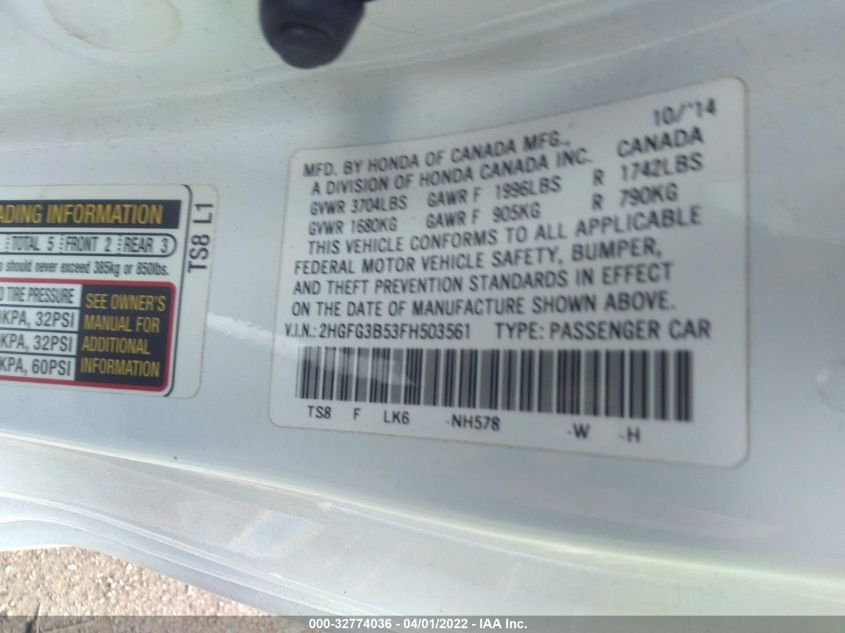 10/'14
MFD. BY HONDA OF CANADA MFG., CANADA
A DIVISION OF HONDA CANADA INC.
GVWR 3704LBS GAWR F 1996LBS R 1742LBS
GVWR 1680KG GAWR F 905KG R 790KG
THIS VEHICLE CONFORMS TO ALL APPLICABLE
FEDERAL MOTOR VEHICLE SAFETY, BUMPER,
AND THEFT PREVENTION STANDARDS IN EFFECT
ON THE DATE OF MANUFACTURE SHOWN ABOVE.
V.I.N.: 2HGFG3B53FH503561 TYPE: PASSENGER CAR
TS8 F LK6 -NH578 -W -H
INFORMATION
TOTAL 5 FRONT 2 REAR 3
should never exceed 385kg or 850lbs.
TIRE PRESSURE
KPA, 32PSI
KPA, 32PSI
KPA, 60PSI
SEE OWNER'S
MANUAL FOR
ADDITIONAL
INFORMATION
TS8 L1
000-32774036 - 04/01/2022 - IAA Inc.